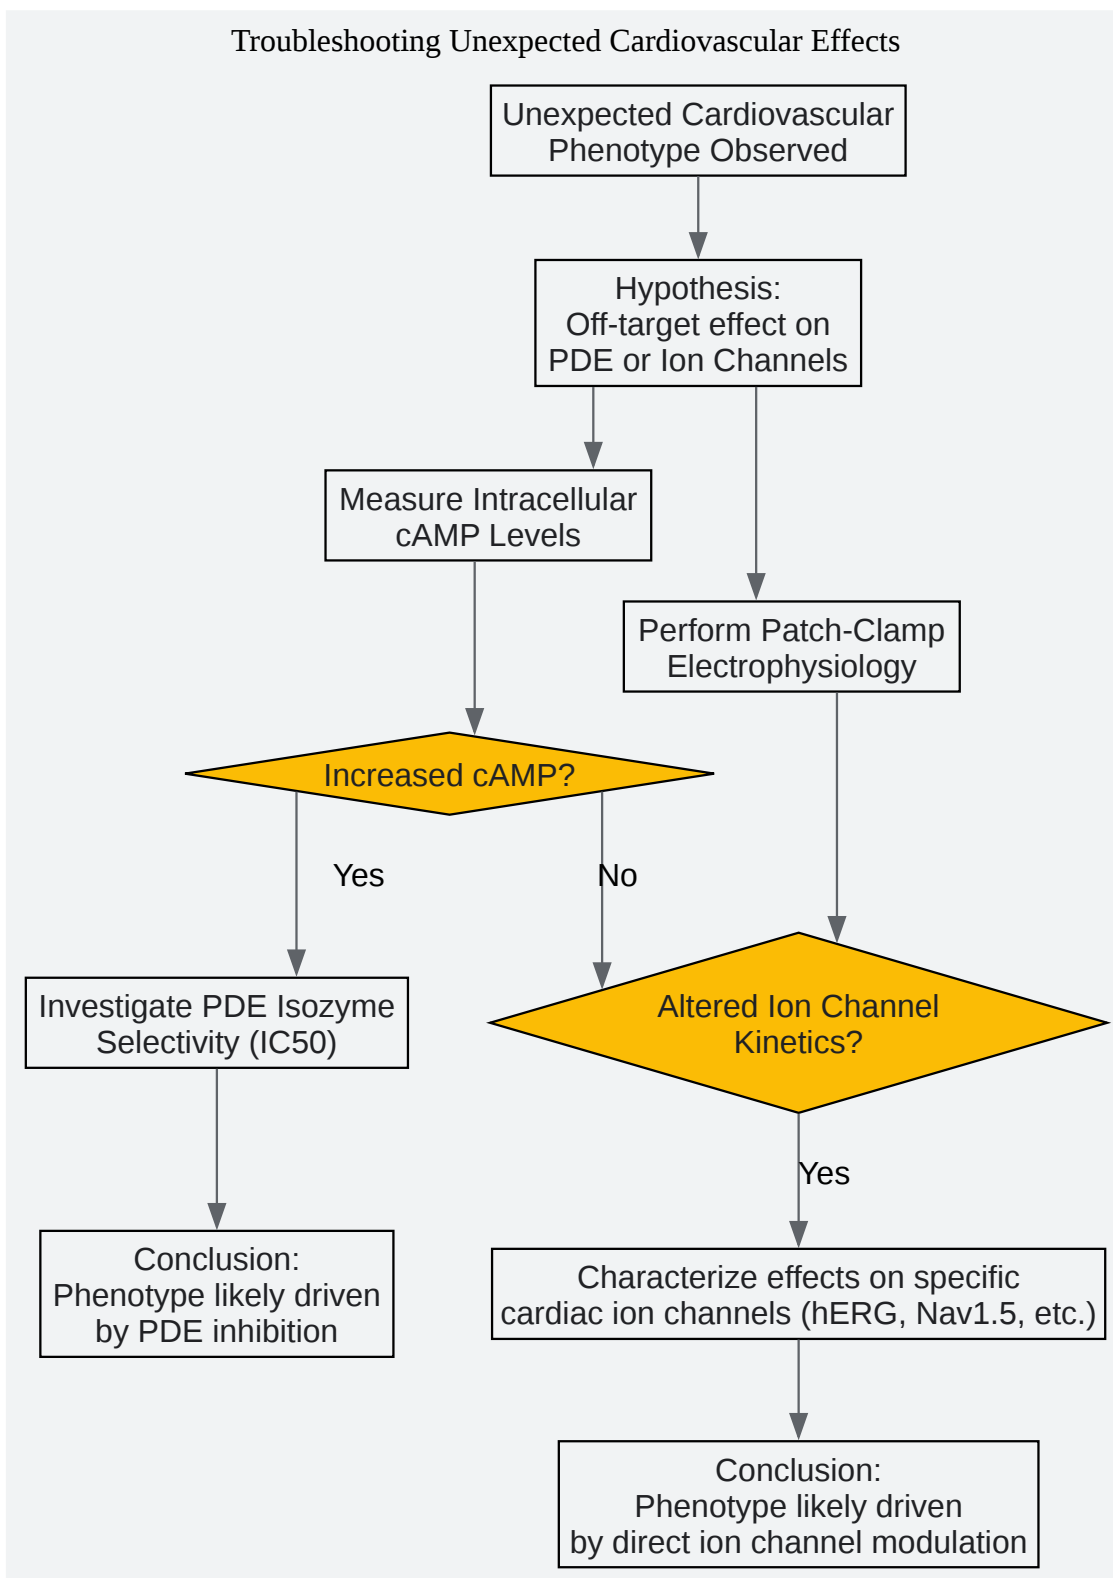 Troubleshooting Unexpected Cardiovascular Effects
Unexpected Cardiovascular
Phenotype Observed
Hypothesis:
Off-target effect on
PDE or Ion Channels
Measure Intracellular
cAMP Levels
Perform Patch-Clamp
Electrophysiology
Increased cAMP?
Yes
No
Investigate PDE Isozyme
Selectivity (IC50)
Altered Ion Channel
Kinetics?
Yes
Conclusion:
Phenotype likely driven
by PDE inhibition
Characterize effects on specific
cardiac ion channels (hERG, Nav1.5, etc.)
Conclusion:
Phenotype likely driven
by direct ion channel modulation